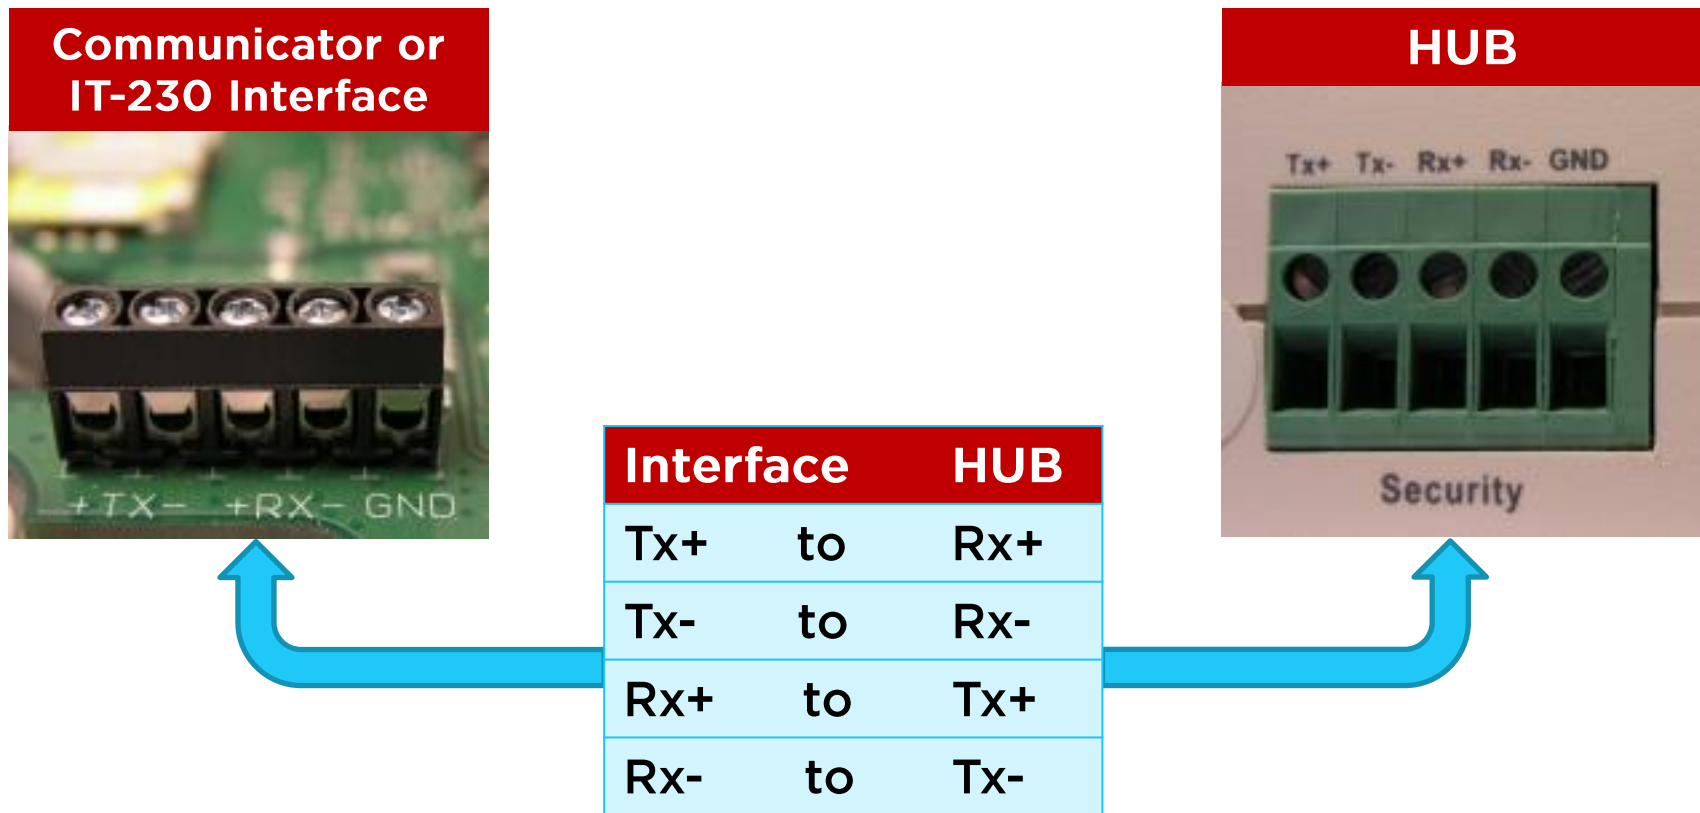 Communicator or
IT-230 Interface
+TX- +RX- GND
HUB
Tx+ Tx- Rx+ Rx- GND
Security
Interface HUB
Tx+ to Rx+
Tx- to Rx-
Rx+ to Tx+
Rx- to Tx-